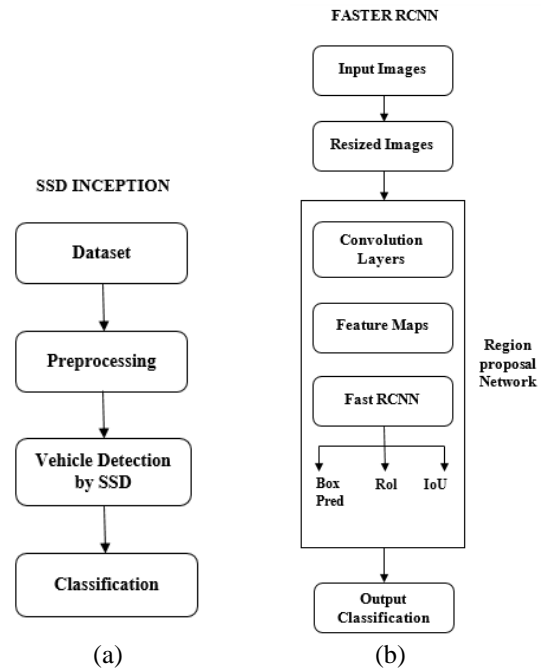 SSD INCEPTION
Dataset
Preprocessing
Vehicle Detection
by SSD
Classification
(a)
FASTER RCNN
Input Images
Resized Images
Convolution
Layers
Feature Maps
Fast RCNN
Box
Pred
RoI
IoU
Region
proposal
Network
Output
Classification
(b)